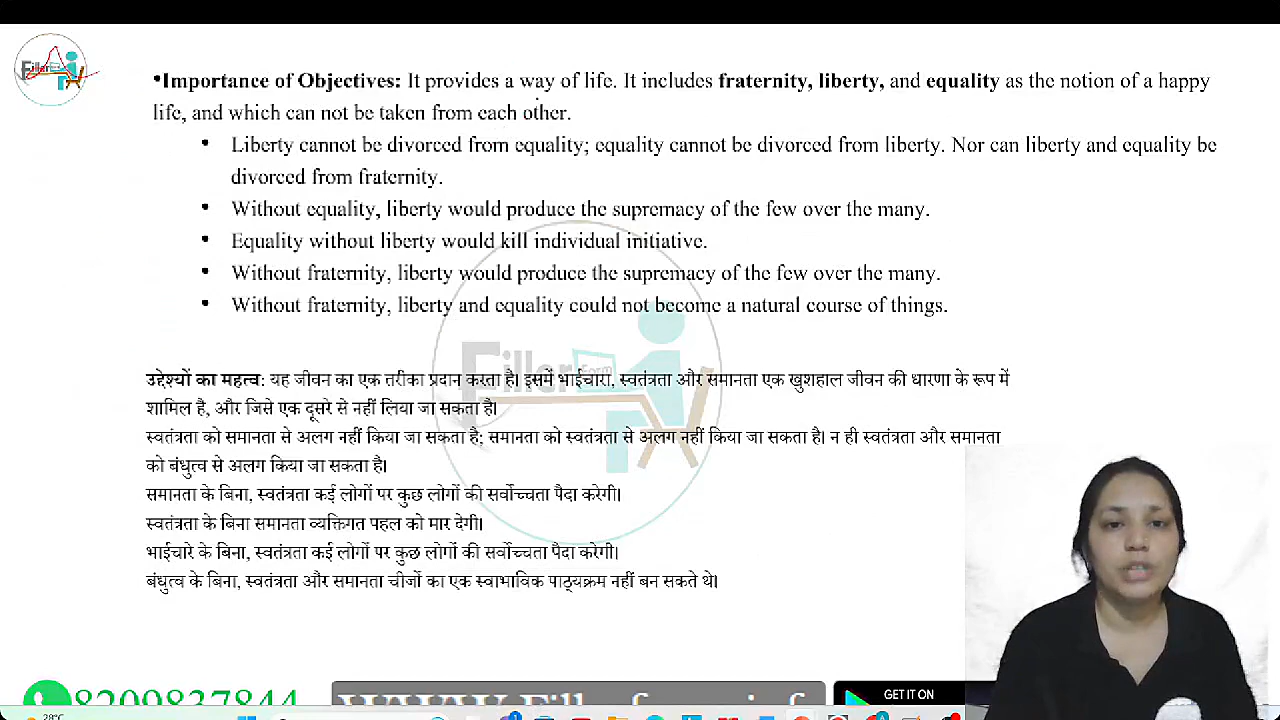 •Importance of Objectives: It provides a way of life. It includes fraternity, liberty, and equality as the notion of a happy
life, and which can not be taken from each other.
• Liberty cannot be divorced from equality; equality cannot be divorced from liberty. Nor can liberty and equality be
divorced from fraternity.
• Without equality, liberty would produce the supremacy of the few over the many.
• Equality without liberty would kill individual initiative.
• Without fraternity, liberty would produce the supremacy of the few over the many.
• Without fraternity, liberty and equality could not become a natural course of things.
उद्देश्यों का महत्व: यह जीवन का एक तरीका प्रदान करता है। इसमें भाईचारा, स्वतंत्रता और समानता एक खुशहाल जीवन की धारणा के रूप में
शामिल है, और जिसे एक दूसरे से नहीं लिया जा सकता है।
स्वतंत्रता को समानता से अलग नहीं किया जा सकता है; समानता को स्वतंत्रता से अलग नहीं किया जा सकता है। न ही स्वतंत्रता और समानता
को बंधुत्व से अलग किया जा सकता है।
समानता के बिना, स्वतंत्रता कई लोगों पर कुछ लोगों की सर्वोच्चता पैदा करेगी।
स्वतंत्रता के बिना समानता व्यक्तिगत पहल को मार देगी।
भाईचारे के बिना, स्वतंत्रता कई लोगों पर कुछ लोगों की सर्वोच्चता पैदा करेगी।
बंधुत्व के बिना, स्वतंत्रता और समानता चीजों का एक स्वाभाविक पाठ्यक्रम नहीं बन सकते थे।
8209837844
GET IT ON
28°C